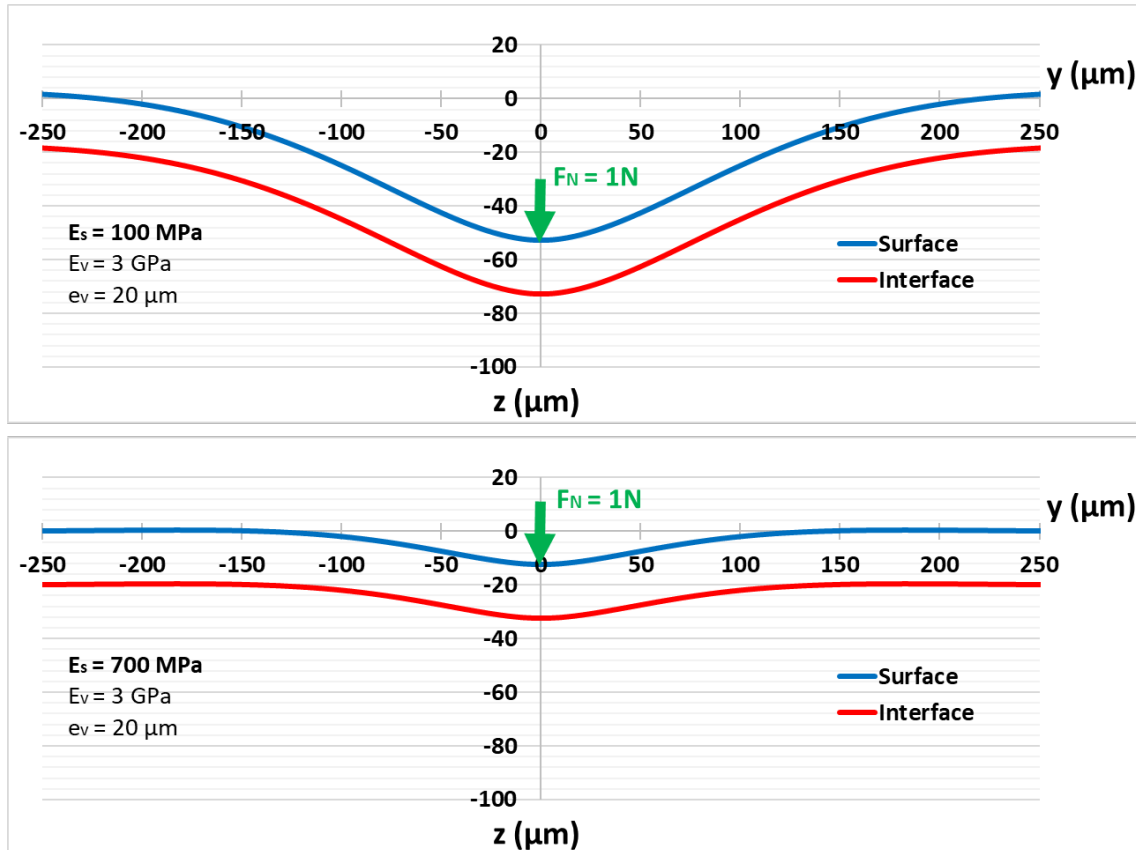 20
y (µm)
0
-250 -200 -150 -100 -50 0 50 100 150 200 250
-20
FN = 1N
-40
Es = 100 MPa
Surface
Ev = 3 GPa
-60
Interface
ev = 20 µm
-80
-100
z (µm)
20
FN = 1N
y (µm)
0
-250 -200 -150 -100 -50 0 50 100 150 200 250
-20
-40
Es = 700 MPa
Surface
Ev = 3 GPa
-60
Interface
ev = 20 µm
-80
-100
z (µm)